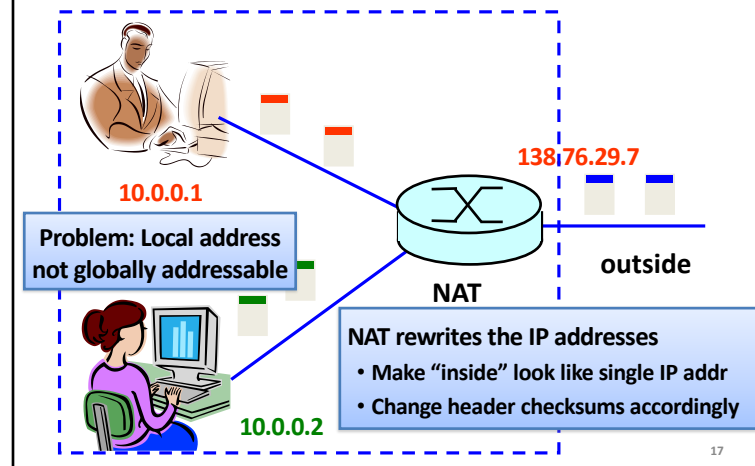 138.76.29.7
10.0.0.1
Problem: Local address
not globally addressable
outside
NAT
NAT rewrites the IP addresses
• Make “inside” look like single IP addr
• Change header checksums accordingly
10.0.0.2
17